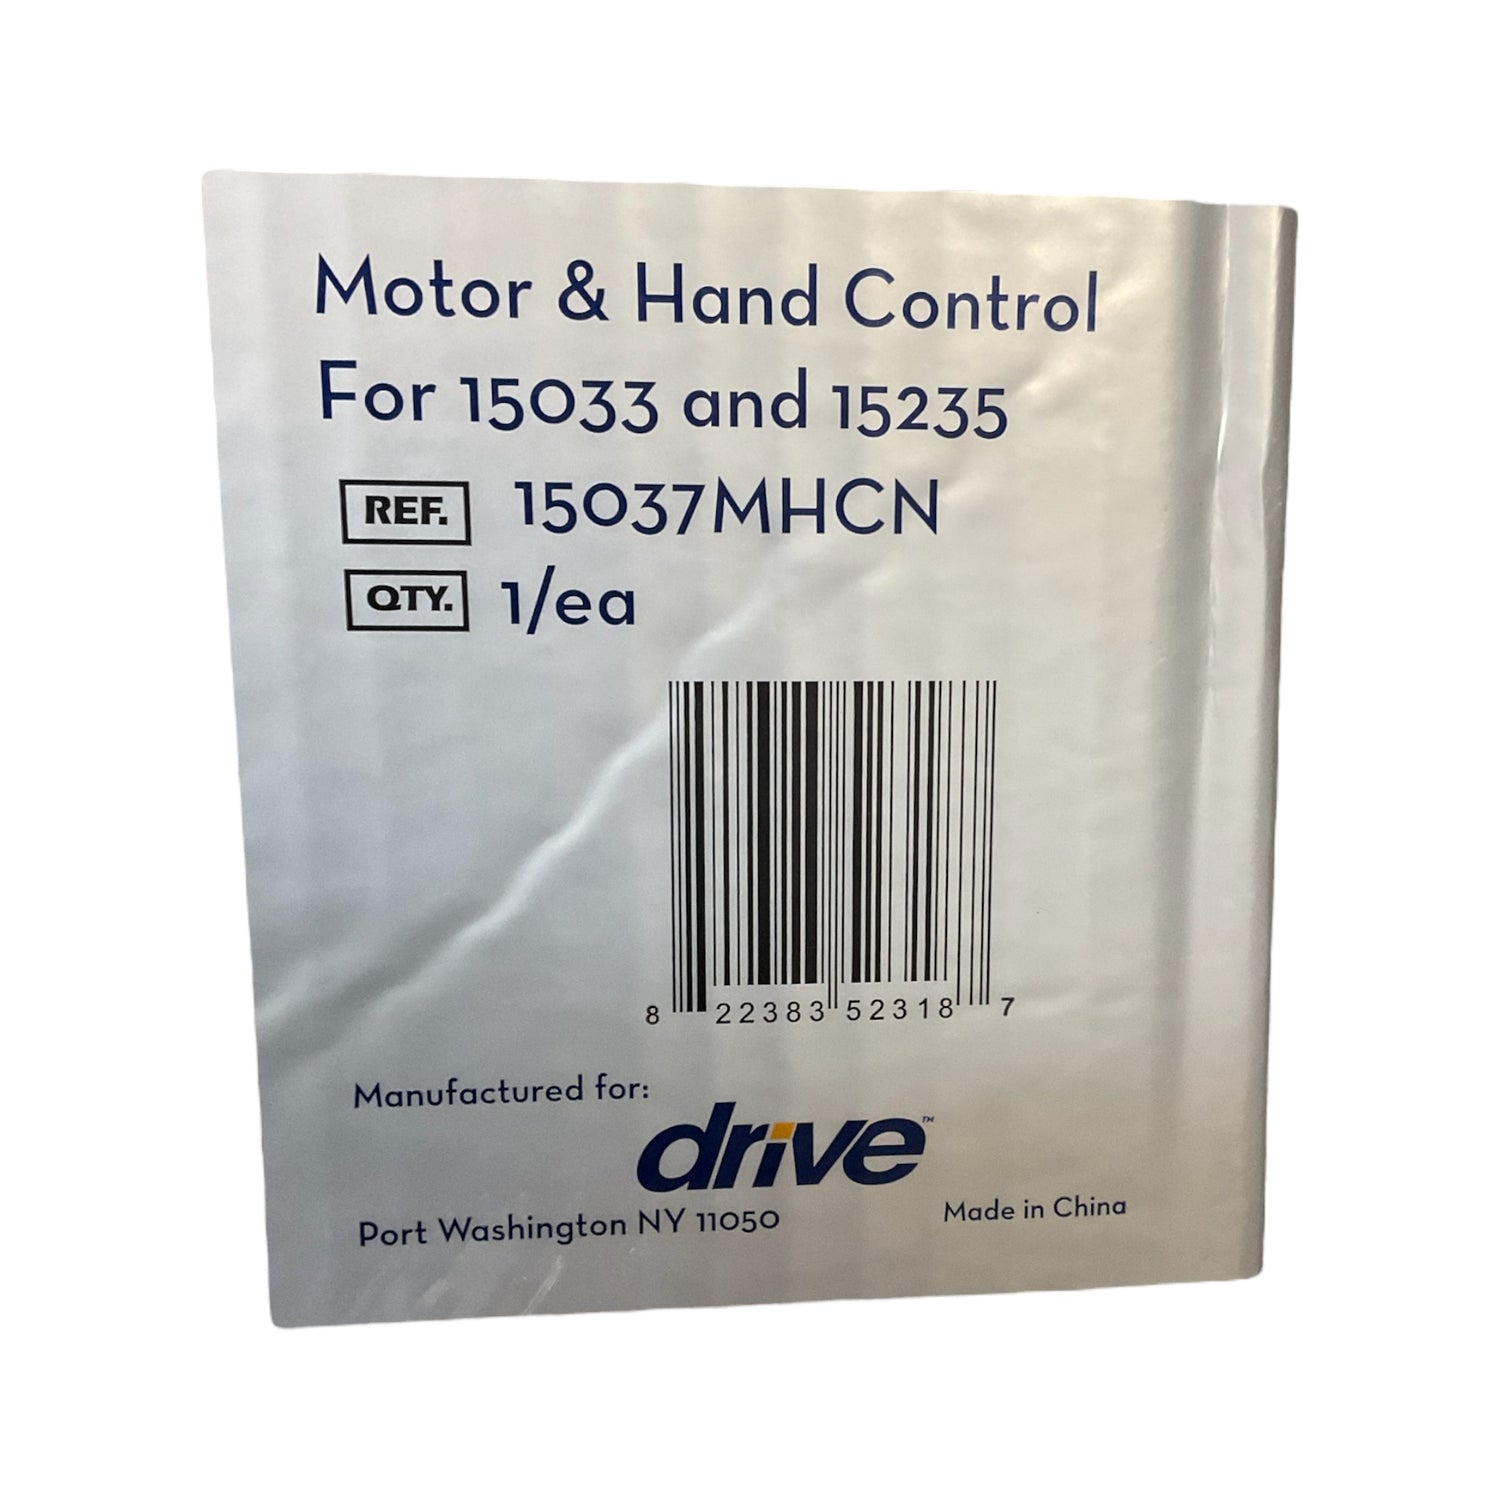 Motor & Hand Control
For 15033 and 15235
REF. 15037MHCN
QTY. 1/ea
8 22383 52318 7
Manufactured for:
drive™
Port Washington NY 11050
Made in China